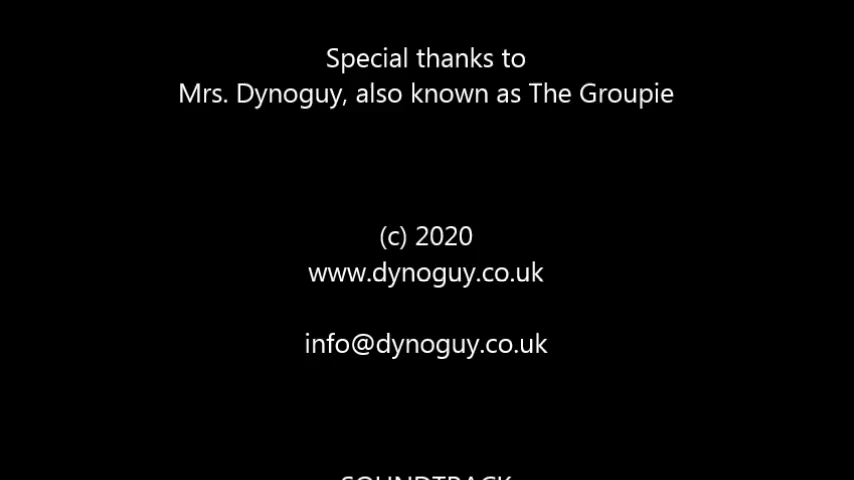 Special thanks to
Mrs. Dynoguy, also known as The Groupie
(c) 2020
www.dynoguy.co.uk
info@dynoguy.co.uk
SOUNDTRACK